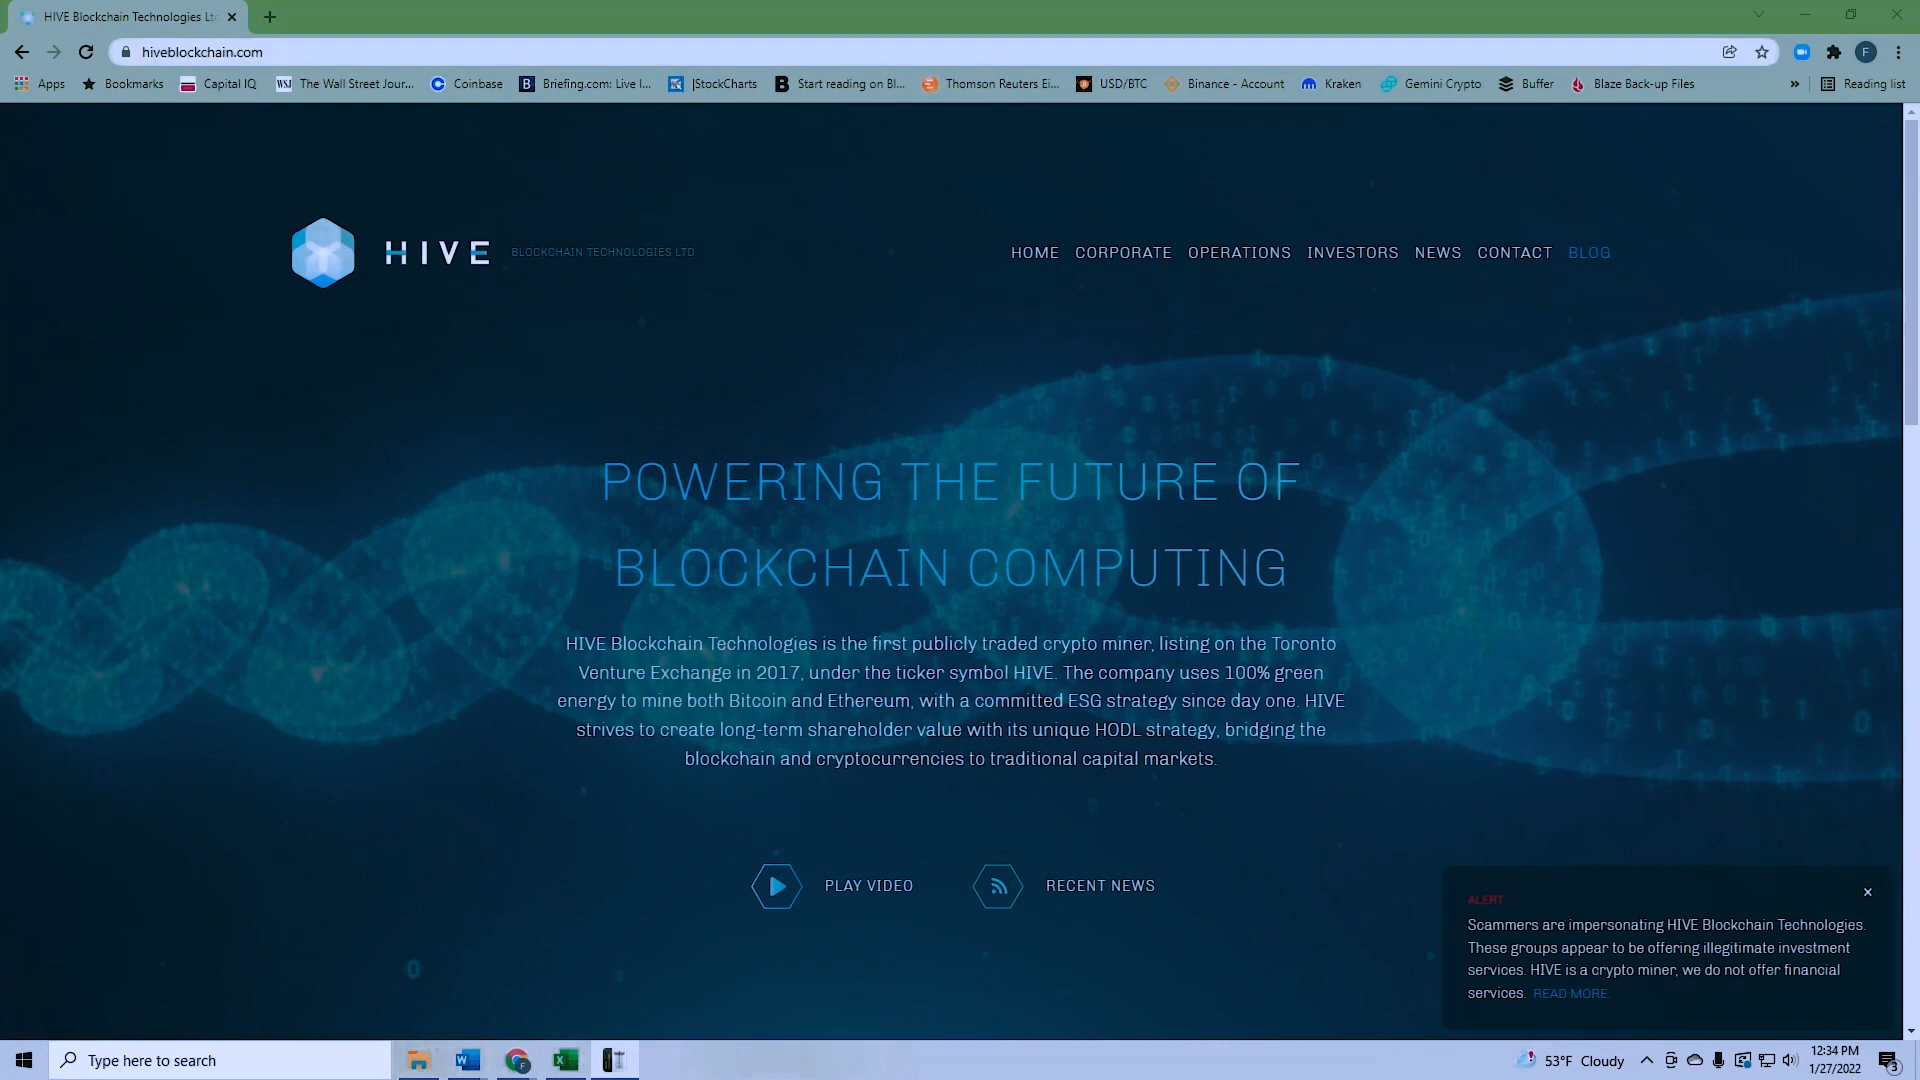 HIVE Blockchain Technologies Lt
hiveblockchain.com
F
Apps
Bookmarks
Capital IQ
WSJ
The Wall Street Jour...
Coinbase
B
Briefing.com: Live I...
|StockCharts
B
Start reading on Bl...
Thomson Reuters Ei...
USD/BTC
Binance - Account
Kraken
Gemini Crypto
Buffer
Blaze Back-up Files
»
Reading list
HIVE
BLOCKCHAIN TECHNOLOGIES LTD
HOME
CORPORATE
OPERATIONS
INVESTORS
NEWS
CONTACT
BLOG
POWERING THE FUTURE OF
BLOCKCHAIN COMPUTING
HIVE Blockchain Technologies is the first publicly traded crypto miner, listing on the Toronto
Venture Exchange in 2017, under the ticker symbol HIVE. The company uses 100% green
energy to mine both Bitcoin and Ethereum, with a committed ESG strategy since day one. HIVE
strives to create long-term shareholder value with its unique HODL strategy, bridging the
blockchain and cryptocurrencies to traditional capital markets.
PLAY VIDEO
RECENT NEWS
ALERT
Scammers are impersonating HIVE Blockchain Technologies.
These groups appear to be offering illegitimate investment
services. HIVE is a crypto miner, we do not offer financial
services. READ MORE.
Type here to search
53°F Cloudy
12:34 PM
1/27/2022
3